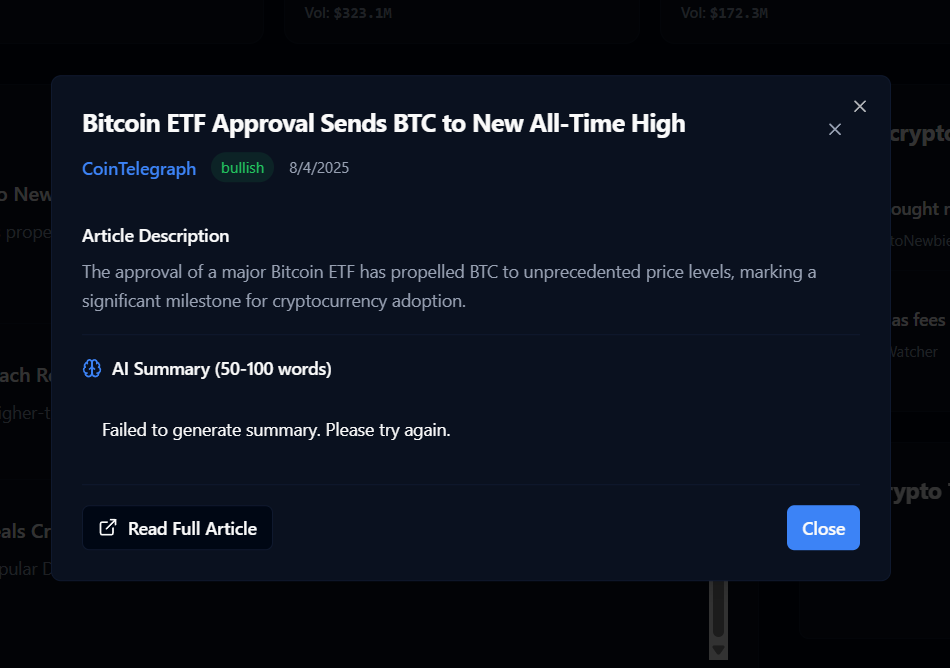 Vol: $323.1M
Vol: $172.3M
Bitcoin ETF Approval Sends BTC to New All-Time High
CoinTelegraph bullish 8/4/2025
Article Description
The approval of a major Bitcoin ETF has propelled BTC to unprecedented price levels, marking a
significant milestone for cryptocurrency adoption.
AI Summary (50-100 words)
Failed to generate summary. Please try again.
Read Full Article
Close
o New
prope
ach Re
igher-t
als Cr
pular D
crypto
ought r
toNewbie
as fees
Watcher
rypto